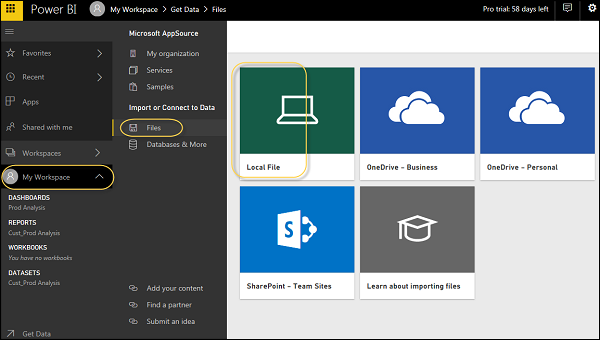 Power BI
My Workspace > Get Data > Files
Pro trial: 58 days left
Favorites
Recent
Apps
Shared with me
Workspaces
My Workspace
DASHBOARDS
Prod Analysis
REPORTS
Cust_Prod Analysis
WORKBOOKS
You have no workbooks
DATASETS
Cust_Prod Analysis
Get Data
Microsoft AppSource
My organization
Services
Samples
Import or Connect to Data
Files
Databases & More
Add your content
Find a partner
Submit an idea
Local File
OneDrive – Business
OneDrive – Personal
S
SharePoint – Team Sites
Learn about importing files